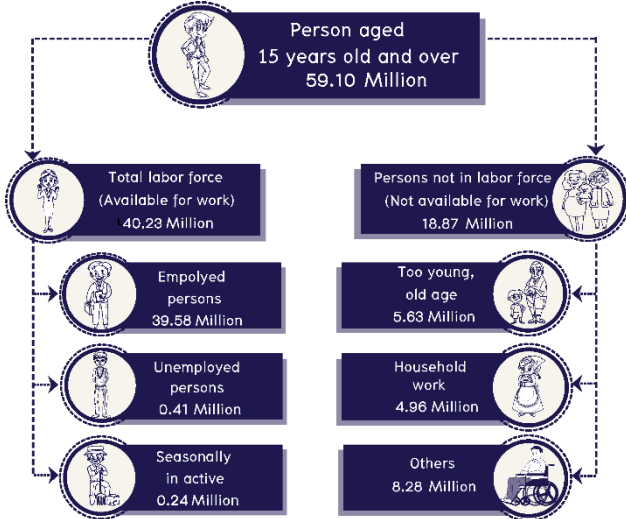 Person aged
15 years old and over
59.10 Million
Total labor force
(Available for work)
40.23 Million
Persons not in labor force
(Not available for work)
18.87 Million
Empolyed
persons
39.58 Million
Too young,
old age
5.63 Million
Unemployed
persons
0.41 Million
Household
work
4.96 Million
Seasonally
in active
0.24 Million
Others
8.28 Million